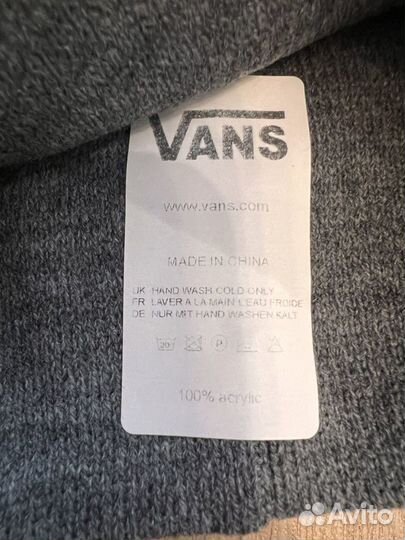 VANS
www.vans.com
MADE IN CHINA
UK HAND WASH COLD ONLY
FR LAVER A LA MAIN L'EAU FROIDE
DE NUR MIT HAND WASHEN KALT
20 P
100% acrylic
Avito